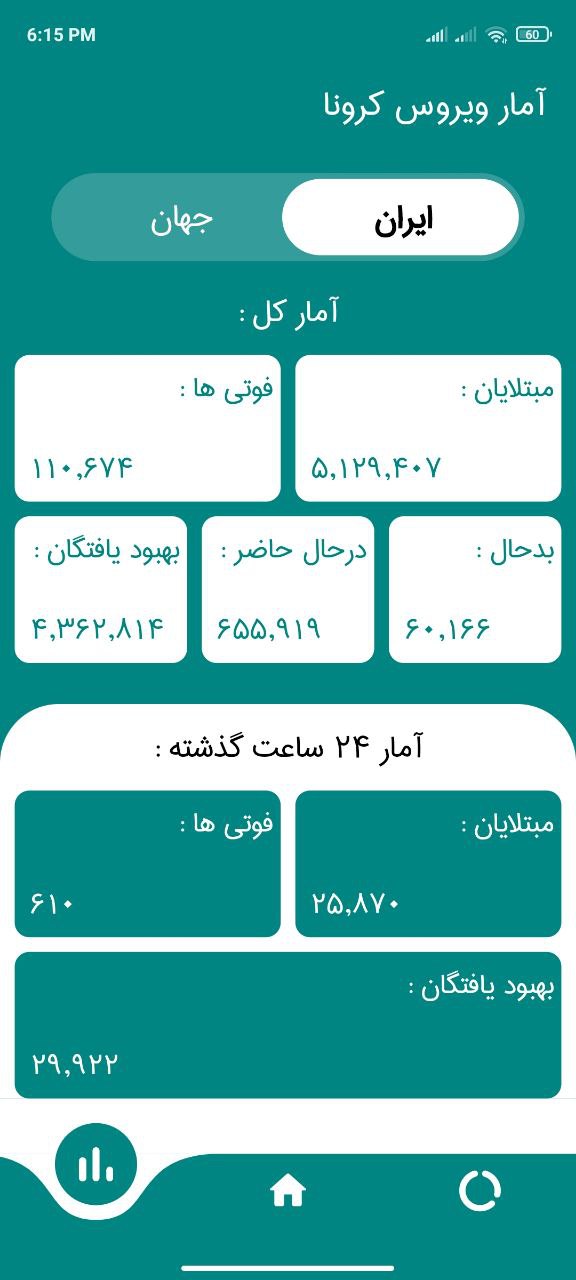 6:15 PM
60
آمار ویروس کرونا
ایران
جهان
آمار کل :
مبتلایان :
۵,۱۲۹,۴۰۷
فوتی ها :
۱۱۰,۶۷۴
بدحال :
۶۰,۱۶۶
درحال حاضر :
۶۵۵,۹۱۹
بهبود یافتگان :
۴,۳۶۲,۸۱۴
آمار ۲۴ ساعت گذشته :
مبتلایان :
۲۵,۸۷۰
فوتی ها :
۶۱۰
بهبود یافتگان :
۲۹,۹۲۲